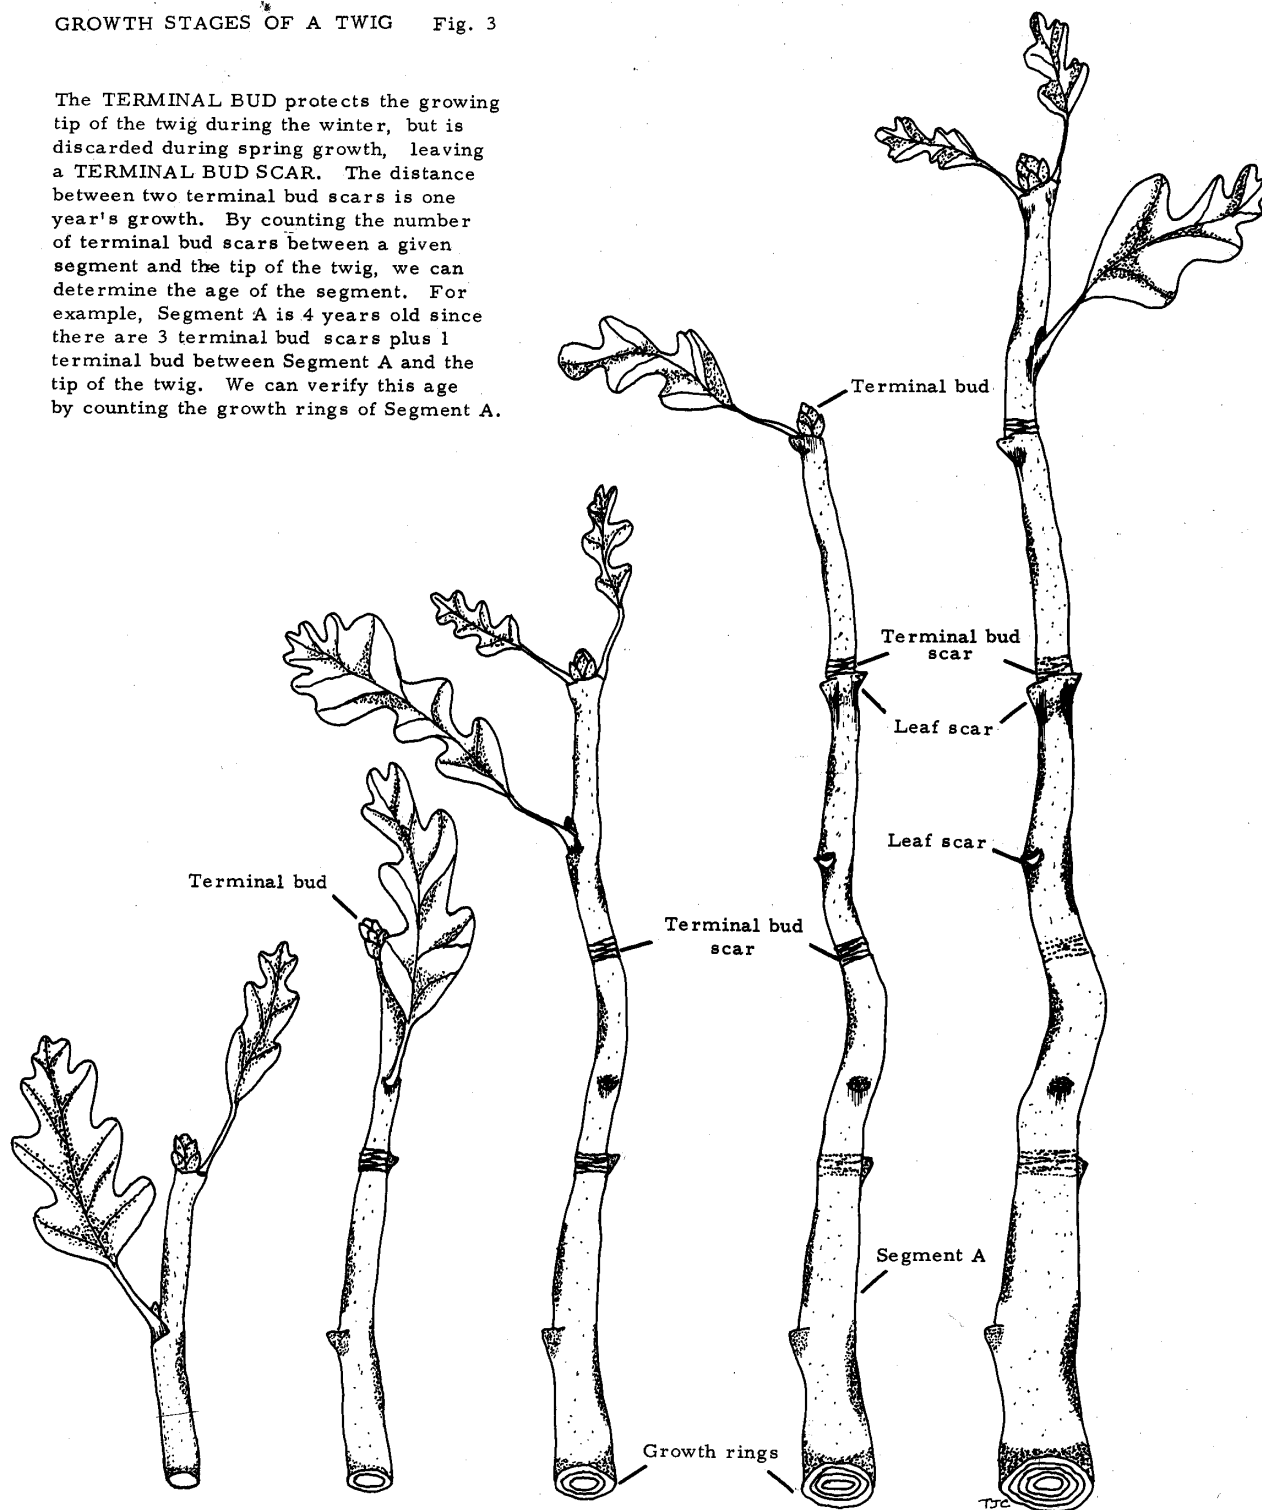 GROWTH STAGES OF A TWIG Fig. 3
The TERMINAL BUD protects the growing
tip of the twig during the winter, but is
discarded during spring growth, leaving
a TERMINAL BUD SCAR. The distance
between two terminal bud scars is one
year's growth. By counting the number
of terminal bud scars between a given
segment and the tip of the twig, we can
determine the age of the segment. For
example, Segment A is 4 years old since
there are 3 terminal bud scars plus 1
terminal bud between Segment A and the
tip of the twig. We can verify this age
by counting the growth rings of Segment A.
Terminal bud
Terminal bud
scar
Leaf scar
Leaf scar
Terminal bud
Terminal bud
scar
Segment A
Growth rings
TJC